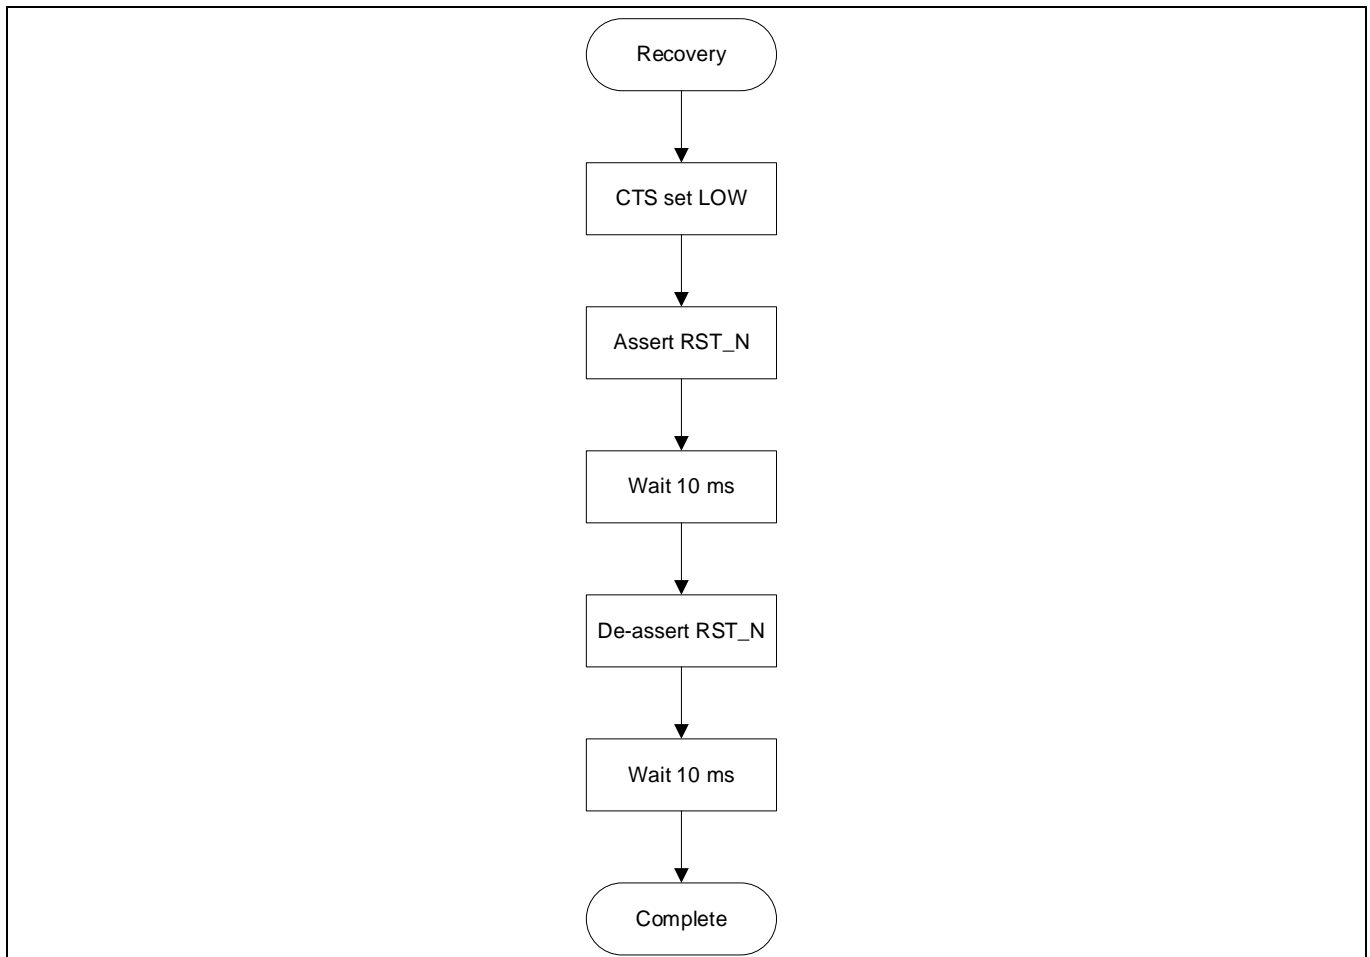 Recovery
CTS set LOW
Assert RST_N
Wait 10 ms
De-assert RST_N
Wait 10 ms
Complete